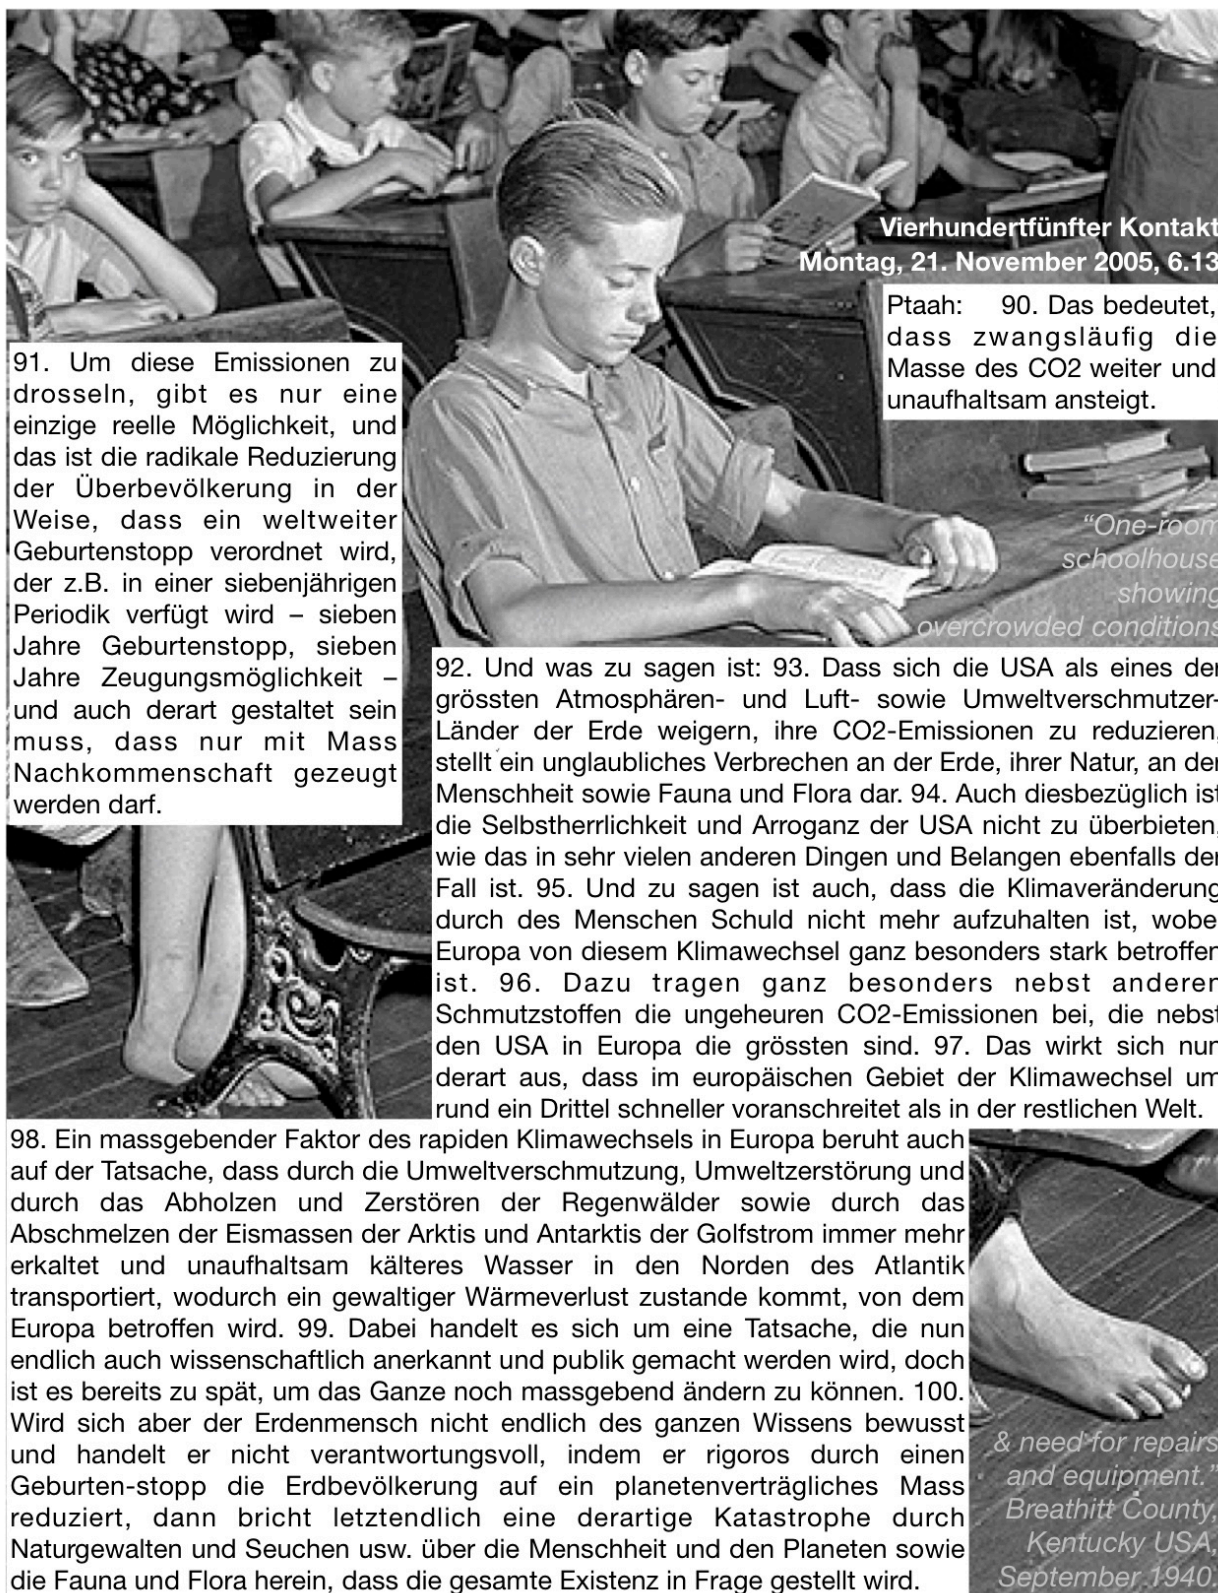 Vierhundertfünfter Kontakt
Montag, 21. November 2005, 6.13
Ptaah: 90. Das bedeutet,
dass zwangsläufig die
Masse des CO2 weiter und
unaufhaltsam ansteigt.
91. Um diese Emissionen zu
drosseln, gibt es nur eine
einzige reelle Möglichkeit, und
das ist die radikale Reduzierung
der Überbevölkerung in der
Weise, dass ein weltweiter
Geburtenstopp verordnet wird,
der z.B. in einer siebenjährigen
Periodik verfügt wird – sieben
Jahre Geburtenstopp, sieben
Jahre Zeugungsmöglichkeit –
und auch derart gestaltet sein
muss, dass nur mit Mass
Nachkommenschaft gezeugt
werden darf.
“One-room
schoolhouse
showing
overcrowded conditions
92. Und was zu sagen ist: 93. Dass sich die USA als eines der
grössten Atmosphären- und Luft- sowie Umweltverschmutzer-
Länder der Erde weigern, ihre CO2-Emissionen zu reduzieren,
stellt ein unglaubliches Verbrechen an der Erde, ihrer Natur, an der
Menschheit sowie Fauna und Flora dar. 94. Auch diesbezüglich ist
die Selbstherrlichkeit und Arroganz der USA nicht zu überbieten,
wie das in sehr vielen anderen Dingen und Belangen ebenfalls der
Fall ist. 95. Und zu sagen ist auch, dass die Klimaveränderung
durch des Menschen Schuld nicht mehr aufzuhalten ist, wobe
Europa von diesem Klimawechsel ganz besonders stark betroffen
ist. 96. Dazu tragen ganz besonders nebst anderen
Schmutzstoffen die ungeheuren CO2-Emissionen bei, die nebst
den USA in Europa die grössten sind. 97. Das wirkt sich nun
derart aus, dass im europäischen Gebiet der Klimawechsel um
rund ein Drittel schneller voranschreitet als in der restlichen Welt.
98. Ein massgebender Faktor des rapiden Klimawechsels in Europa beruht auch
auf der Tatsache, dass durch die Umweltverschmutzung, Umweltzerstörung und
durch das Abholzen und Zerstören der Regenwälder sowie durch das
Abschmelzen der Eismassen der Arktis und Antarktis der Golfstrom immer mehr
erkaltet und unaufhaltsam kälteres Wasser in den Norden des Atlantik
transportiert, wodurch ein gewaltiger Wärmeverlust zustande kommt, von dem
Europa betroffen wird. 99. Dabei handelt es sich um eine Tatsache, die nun
endlich auch wissenschaftlich anerkannt und publik gemacht werden wird, doch
ist es bereits zu spät, um das Ganze noch massgebend ändern zu können. 100.
Wird sich aber der Erdenmensch nicht endlich des ganzen Wissens bewusst
und handelt er nicht verantwortungsvoll, indem er rigoros durch einen
Geburten-stopp die Erdbevölkerung auf ein planetenverträgliches Mass
reduziert, dann bricht letztendlich eine derartige Katastrophe durch
Naturgewalten und Seuchen usw. über die Menschheit und den Planeten sowie
die Fauna und Flora herein, dass die gesamte Existenz in Frage gestellt wird.
& need for repairs
and equipment.”
Breathitt County,
Kentucky USA,
September 1940.